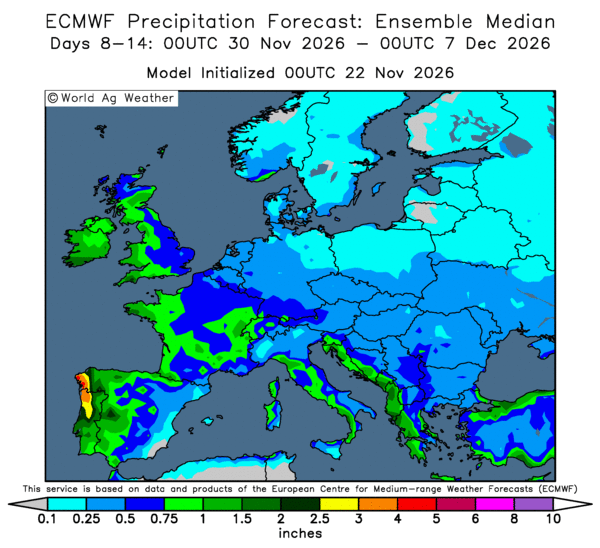 ECMWF Precipitation Forecast: Ensemble Median
Days 8-14: 00UTC 30 Nov 2026 - 00UTC 7 Dec 2026
Model Initialized 00UTC 22 Nov 2026
©World Ag Weather
This service is based on data and products of the European Centre for Medium-range Weather Forecasts (ECMWF)
0.1 0.25 0.5 0.75 1 1.5 2 2.5 3 4 5 6 8 10
inches